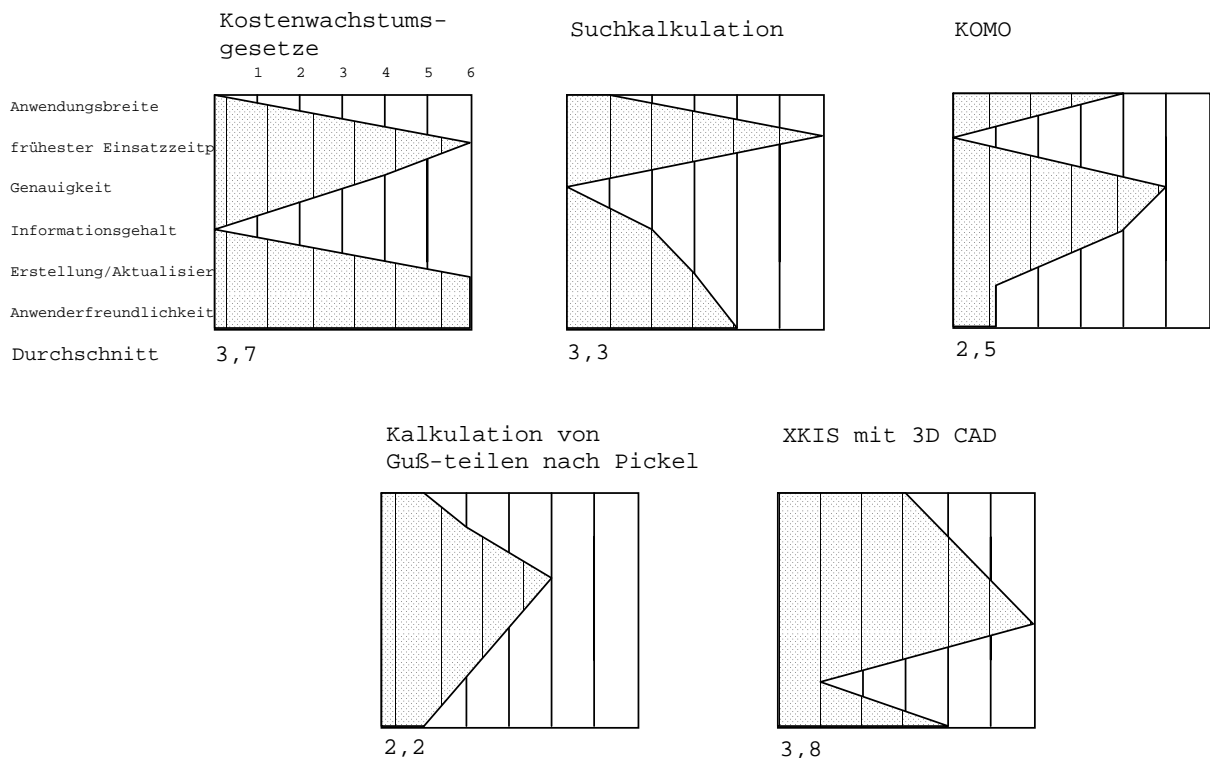 Kostenwachstums-
gesetze
Suchkalkulation
KOMO
1 2 3 4 5 6
Anwendungsbreite
frühester Einsatzzeitp
Genauigkeit
Informationsgehalt
Erstellung/Aktualisier
Anwenderfreundlichkeit
Durchschnitt 3,7 3,3 2,5
Kalkulation von
Guß-teilen nach Pickel
XKIS mit 3D CAD
2,2 3,8